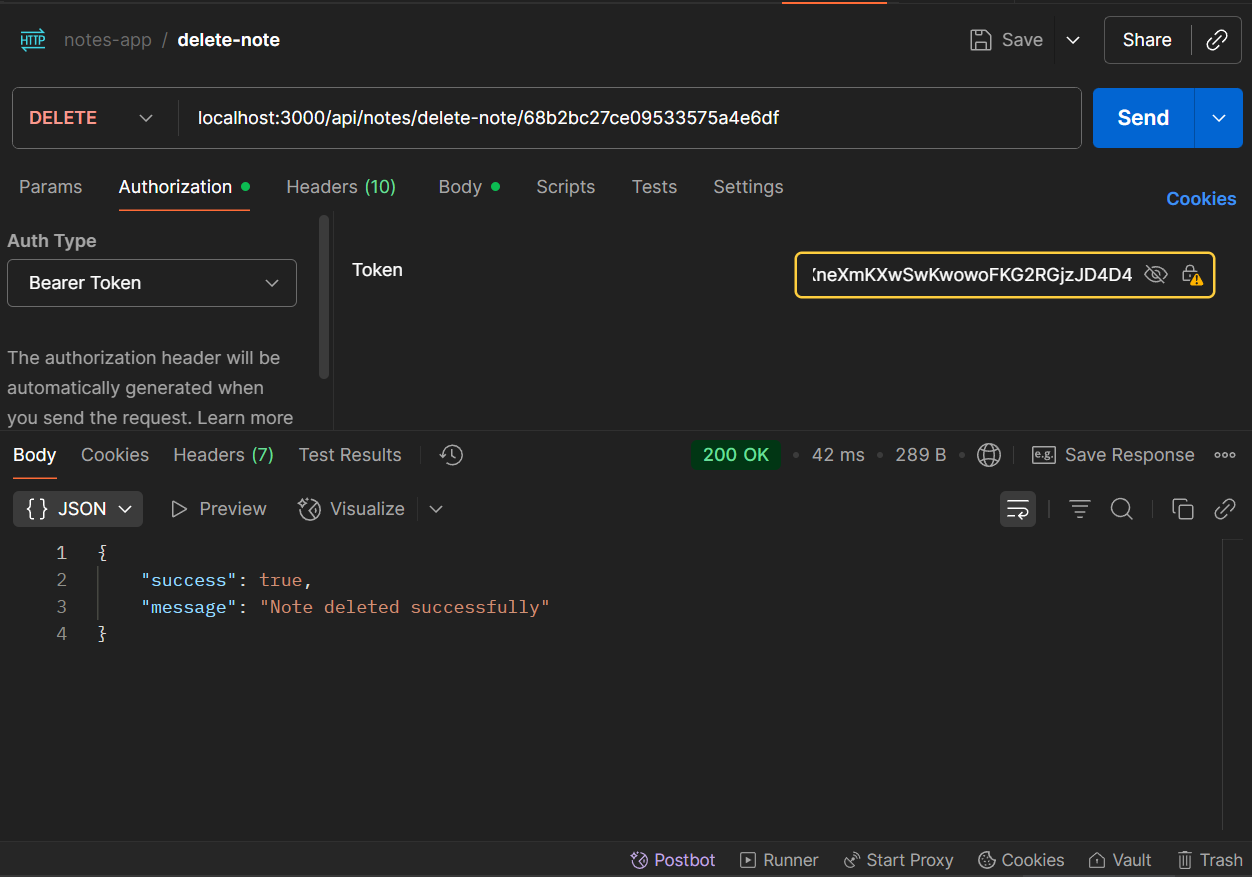 HTTP notes-app / delete-note Save Share
DELETE localhost:3000/api/notes/delete-note/68b2bc27ce09533575a4e6df Send
Params Authorization Headers (10) Body Scripts Tests Settings Cookies
Auth Type
Bearer Token
The authorization header will be
automatically generated when
you send the request. Learn more
Token neXmKXwSwKwowoFKG2RGjzJD4D4
Body Cookies Headers (7) Test Results 200 OK • 42 ms • 289 B • e.g. Save Response
{} JSON Preview Visualize
1 {
2 "success": true,
3 "message": "Note deleted successfully"
4 }
Postbot Runner Start Proxy Cookies Vault Trash